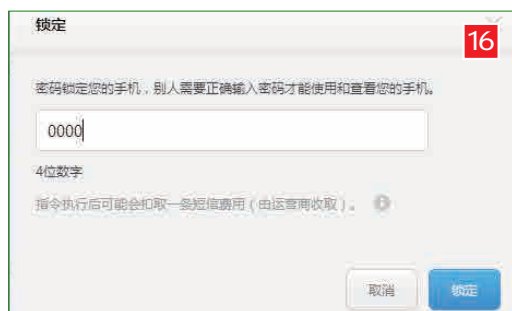 锁定
16
密码锁定您的手机，别人需要正确输入密码才能使用和查看您的手机。
0000
4位数字
指令执行后可能会扣取一条短信费用（由运营商收取）。
取消 锁定